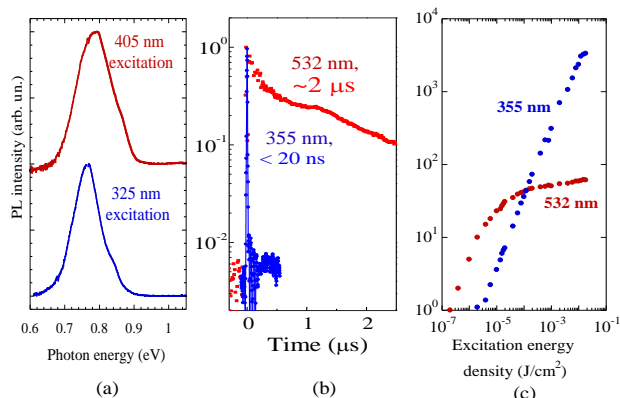 PL intensity (arb. un.)
405 nm
excitation
325 nm
excitation
0.6 0.7 0.8 0.9 1
Photon energy (eV)
(a)
(b)
10^0
10^-1
10^-2
532 nm,
~2 μs
355 nm,
< 20 ns
0 1 2
Time (μs)
(c)
10^4
10^3
10^2
10^1
10^0
355 nm
532 nm
10^-7 10^-5 10^-3 10^-1
Excitation energy
density (J/cm^2)